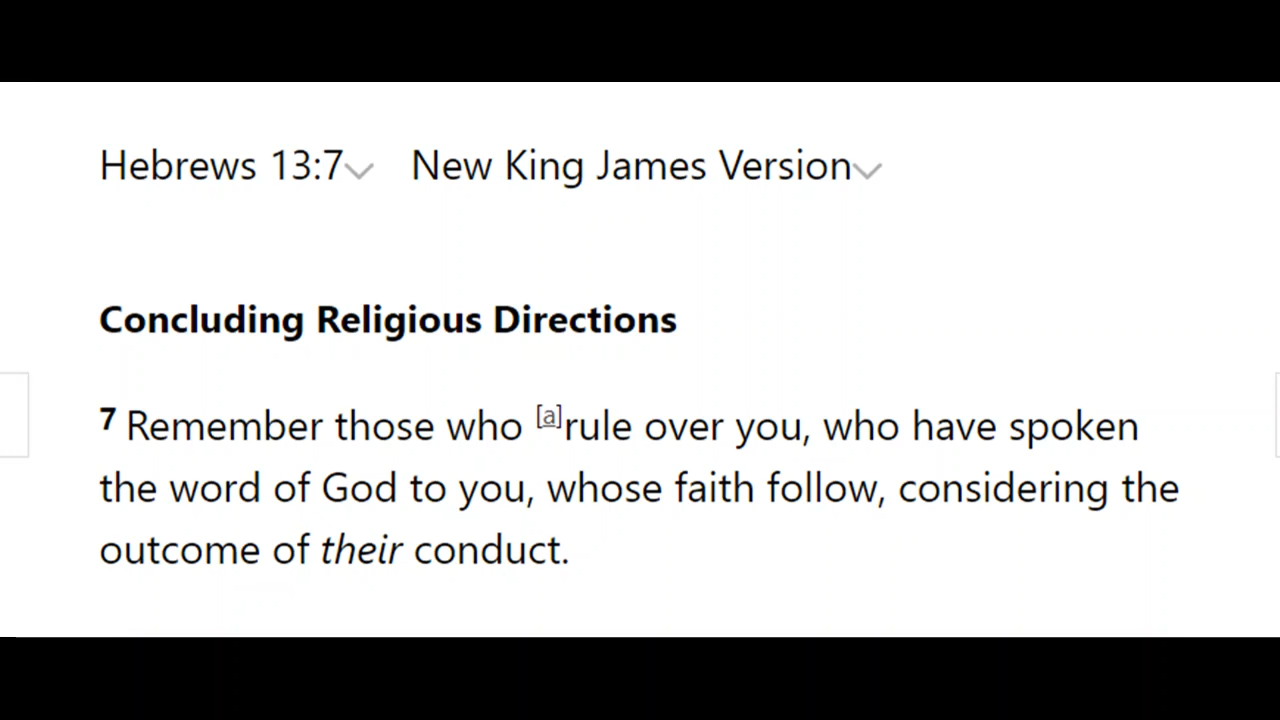 Hebrews 13:7 New King James Version
Concluding Religious Directions
7 Remember those who [a]rule over you, who have spoken
the word of God to you, whose faith follow, considering the
outcome of their conduct.